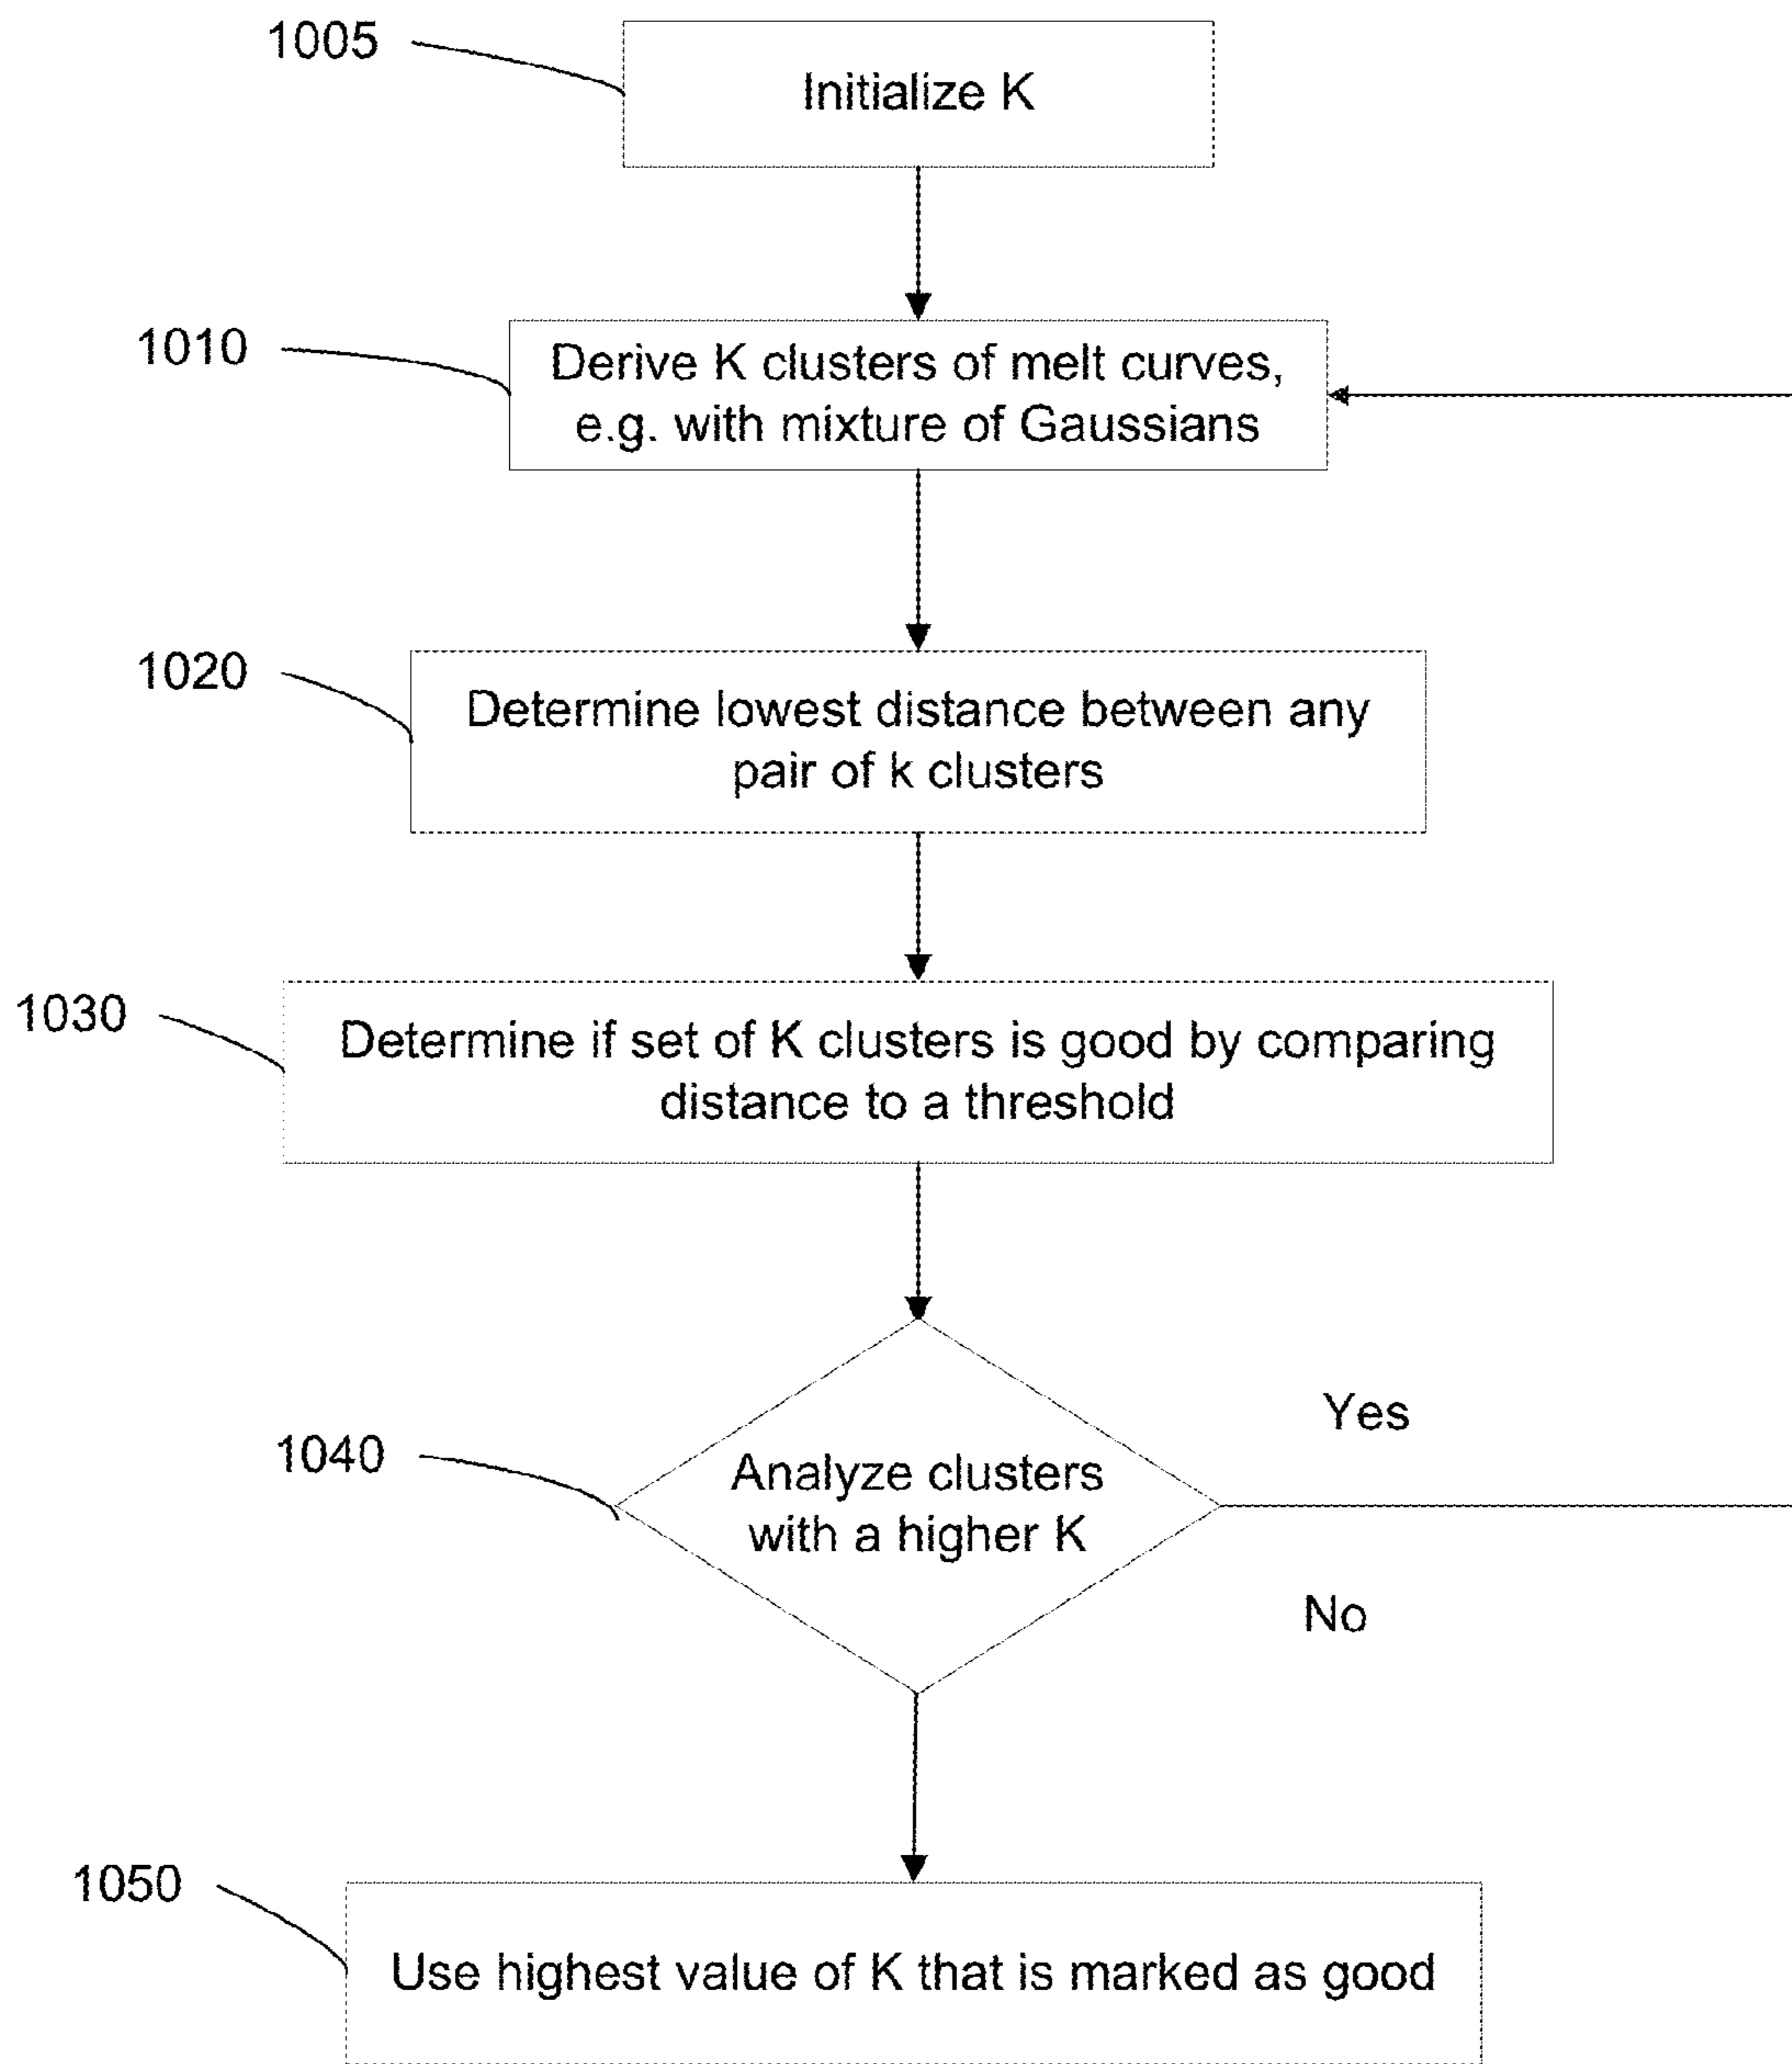 1005
Initialize K
1010
Derive K clusters of melt curves,
e.g. with mixture of Gaussians
1020
Determine lowest distance between any
pair of k clusters
1030
Determine if set of K clusters is good by comparing
distance to a threshold
1040
Analyze clusters
with a higher K
Yes
No
1050
Use highest value of K that is marked as good